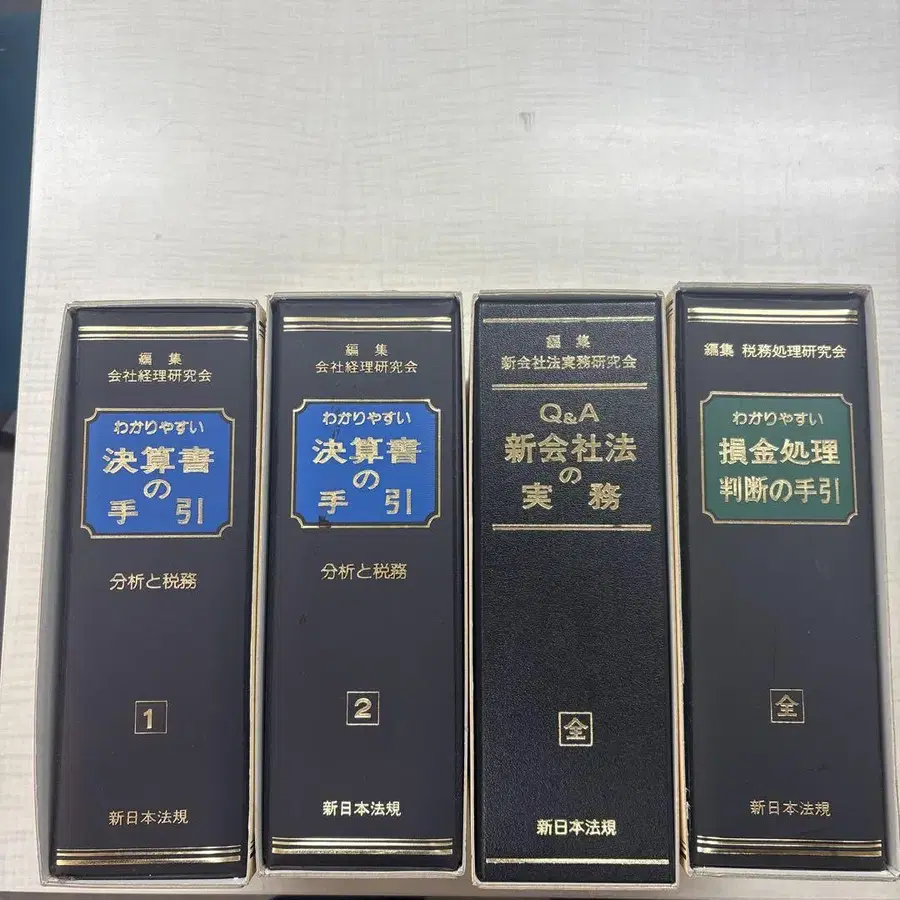 編集
会社経理研究会
わかりやすい
決算書
の
手引
分析と税務
1
新日本法規
編集
会社経理研究会
わかりやすい
決算書
の
手引
分析と税務
2
新日本法規
編集
新会社法実務研究会
Q&A
新会社法
の
実務
全
新日本法規
編集 税務処理研究会
わかりやすい
損金処理
判断の手引
全
新日本法規